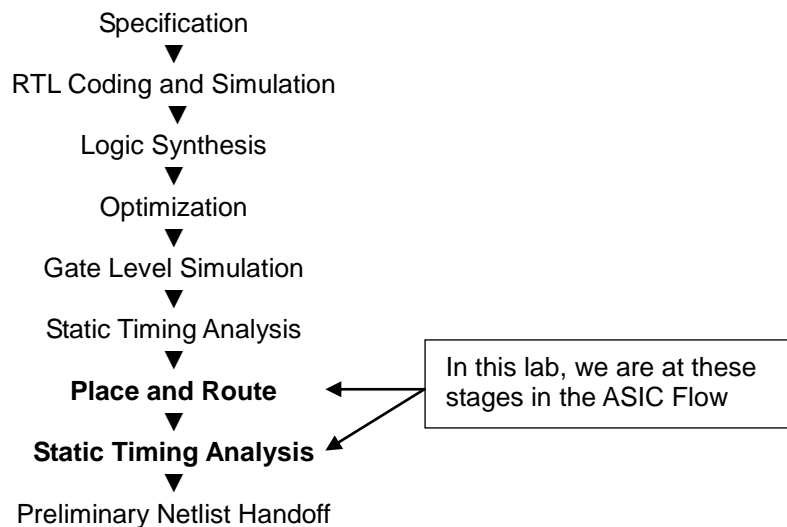 Specification
RTL Coding and Simulation
Logic Synthesis
Optimization
Gate Level Simulation
Static Timing Analysis
Place and Route
Static Timing Analysis
Preliminary Netlist Handoff
In this lab, we are at these
stages in the ASIC Flow